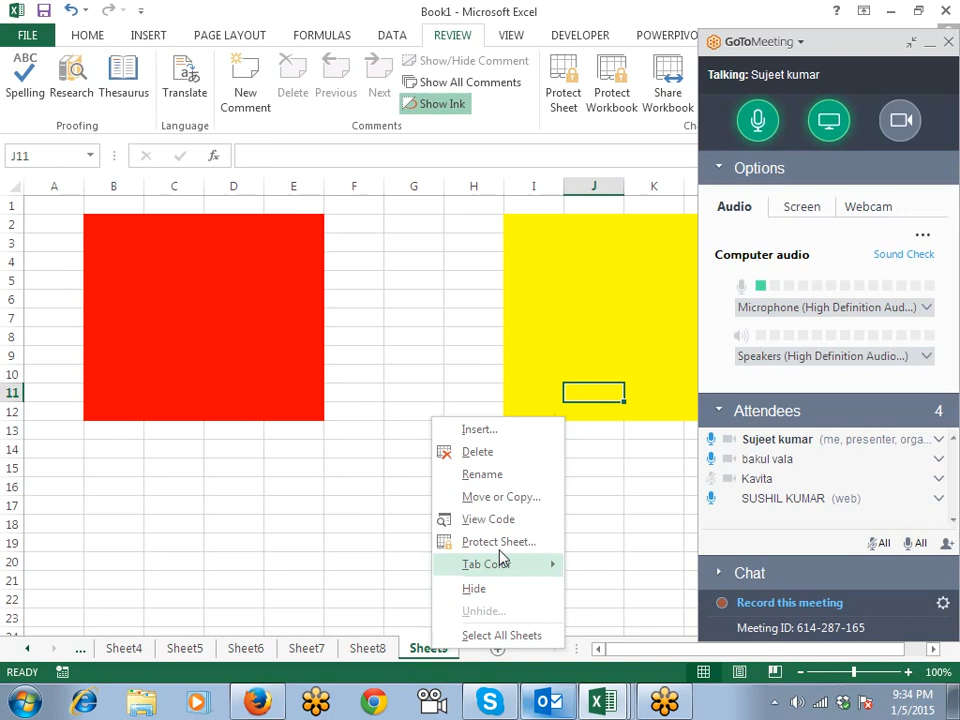 Book1 - Microsoft Excel
FILE HOME INSERT PAGE LAYOUT FORMULAS DATA REVIEW VIEW DEVELOPER POWERPIVO
ABC
Spelling Research Thesaurus
Proofing
Translate
Language
New Comment Delete Previous Next
Show/Hide Comment
Show All Comments
Show Ink
Comments
Protect Sheet Protect Workbook Share Workbook
J11
fx
A B C D E F G H I J K
1
2
3
4
5
6
7
8
9
10
11
12
13
14
15
16
17
18
19
20
21
22
23
Insert...
Delete
Rename
Move or Copy...
View Code
Protect Sheet...
Hide
Unhide...
Select All Sheets
... Sheet4 Sheet5 Sheet6 Sheet7 Sheet8 Sheet9
READY
100%
GoToMeeting
Talking: Sujeet kumar
Options
Audio Screen Webcam
...
Computer audio Sound Check
Microphone (High Definition Aud...)
Speakers (High Definition Audio...)
Attendees 4
Sujeet kumar (me, presenter, orga...
bakul vala
Kavita
SUSHIL KUMAR (web)
All All
Chat
Record this meeting
Meeting ID: 614-287-165
9:34 PM
1/5/2015